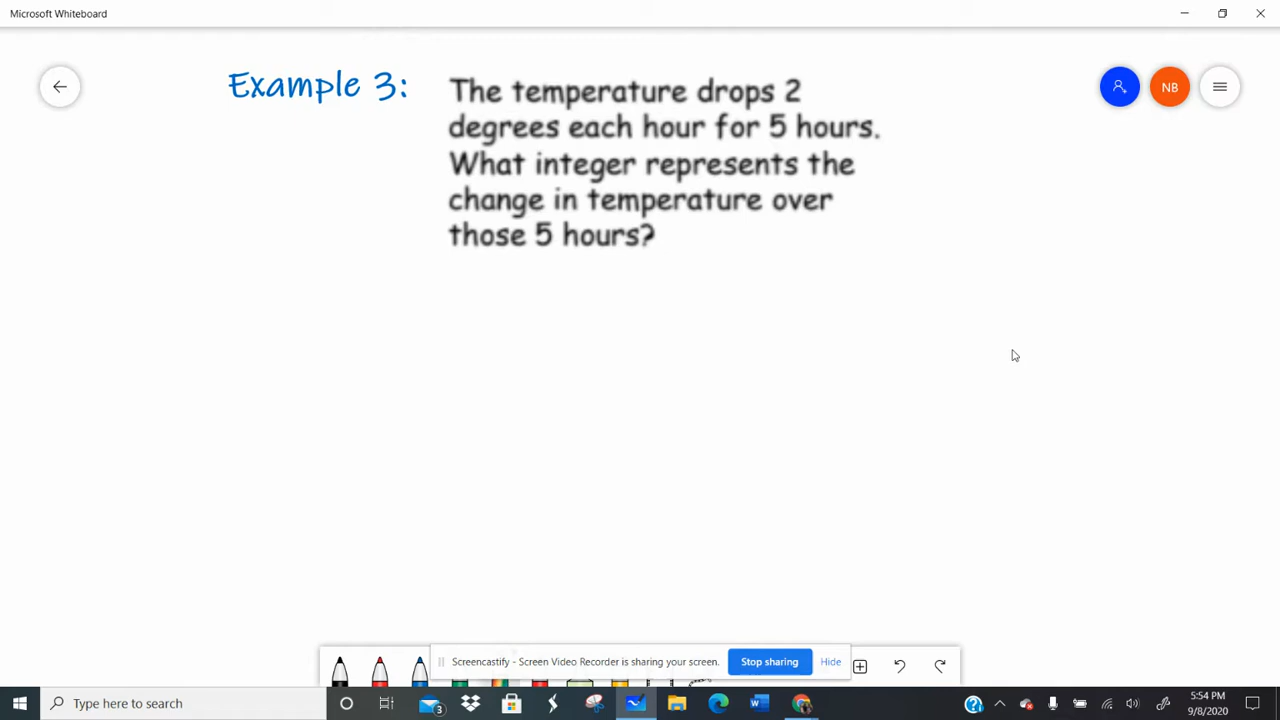 Microsoft Whiteboard
Example 3:
The temperature drops 2
degrees each hour for 5 hours.
What integer represents the
change in temperature over
those 5 hours?
NB
Screencastify - Screen Video Recorder is sharing your screen.
Stop sharing
Hide
Type here to search
3
W
5:54 PM
9/8/2020